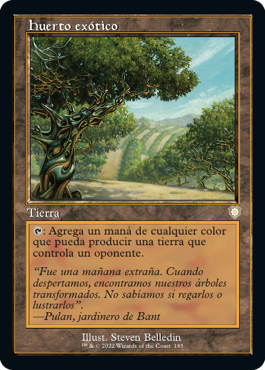 Huerto exótico
Tierra
: Agrega un maná de cualquier color
que pueda producir una tierra que
controla un oponente.
“Fue una mañana extraña. Cuando
despertamos, encontramos nuestros árboles
transformados. No sabíamos si regarlos o
lustrarlos”.
—Pulan, jardinero de Bant
Illus. Steven Belledin
™ & © 2022 Wizards of the Coast 185